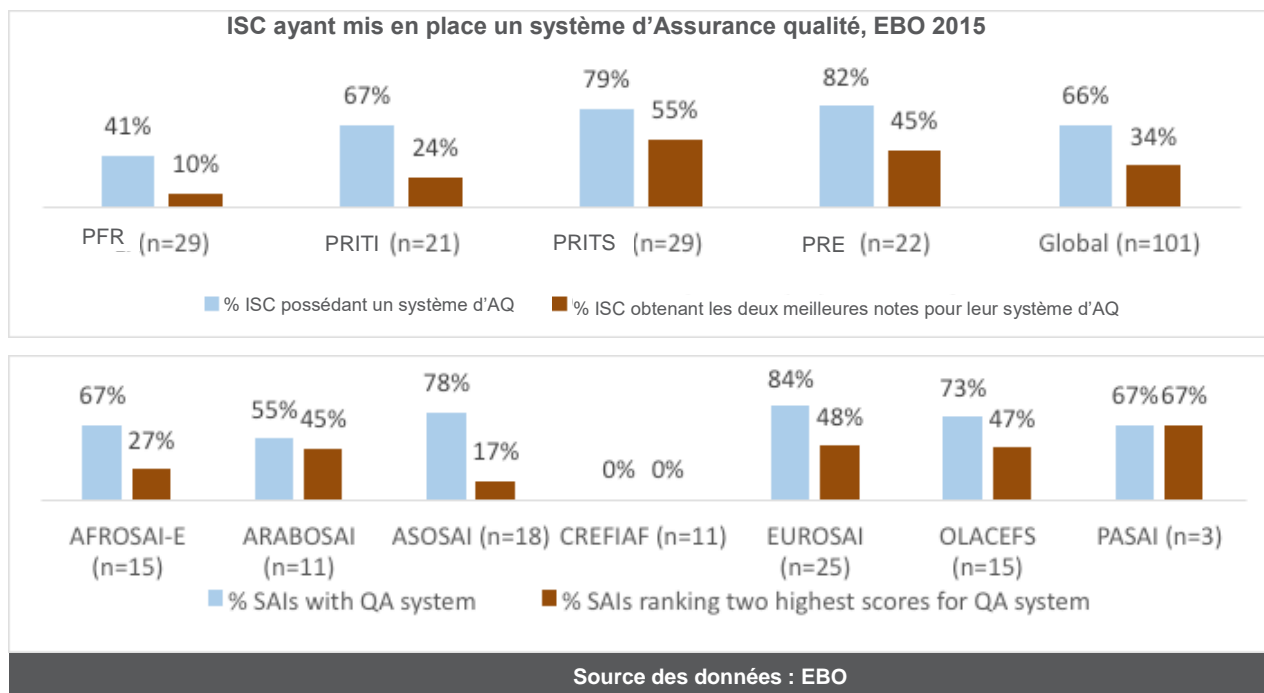 ISC ayant mis en place un système d’Assurance qualité, EBO 2015
41% 10% 67% 24% 79% 55% 82% 45% 66% 34%
PFR (n=29) PRITI (n=21) PRITS (n=29) PRE (n=22) Global (n=101)
% ISC possédant un système d’AQ % ISC obtenant les deux meilleures notes pour leur système d’AQ
67% 27% 55% 45% 78% 17% 0% 0% 84% 48% 73% 47% 67% 67%
AFROSAI-E ARABOSAI ASOSAI (n=18) CREFIAF (n=11) EUROSAI OLACEFS PASAI (n=3)
(n=15) (n=11) (n=25) (n=15)
% SAIs with QA system % SAIs ranking two highest scores for QA system
Source des données : EBO